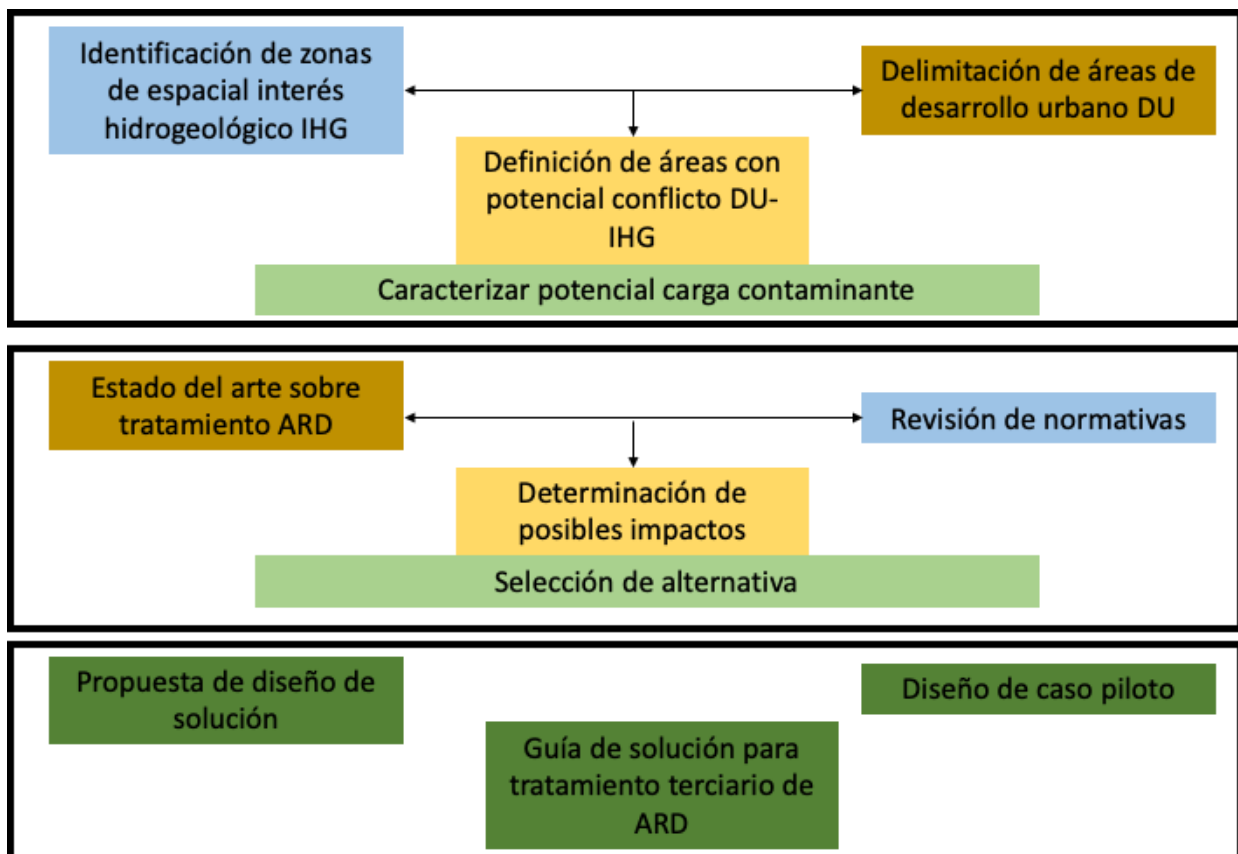 Identificación de zonas
de espacial interés
hidrogeológico IHG
Delimitación de áreas de
desarrollo urbano DU
Definición de áreas con
potencial conflicto DU-
IHG
Caracterizar potencial carga contaminante
Estado del arte sobre
tratamiento ARD
Revisión de normativas
Determinación de
posibles impactos
Selección de alternativa
Propuesta de diseño de
solución
Diseño de caso piloto
Guía de solución para
tratamiento terciario de
ARD